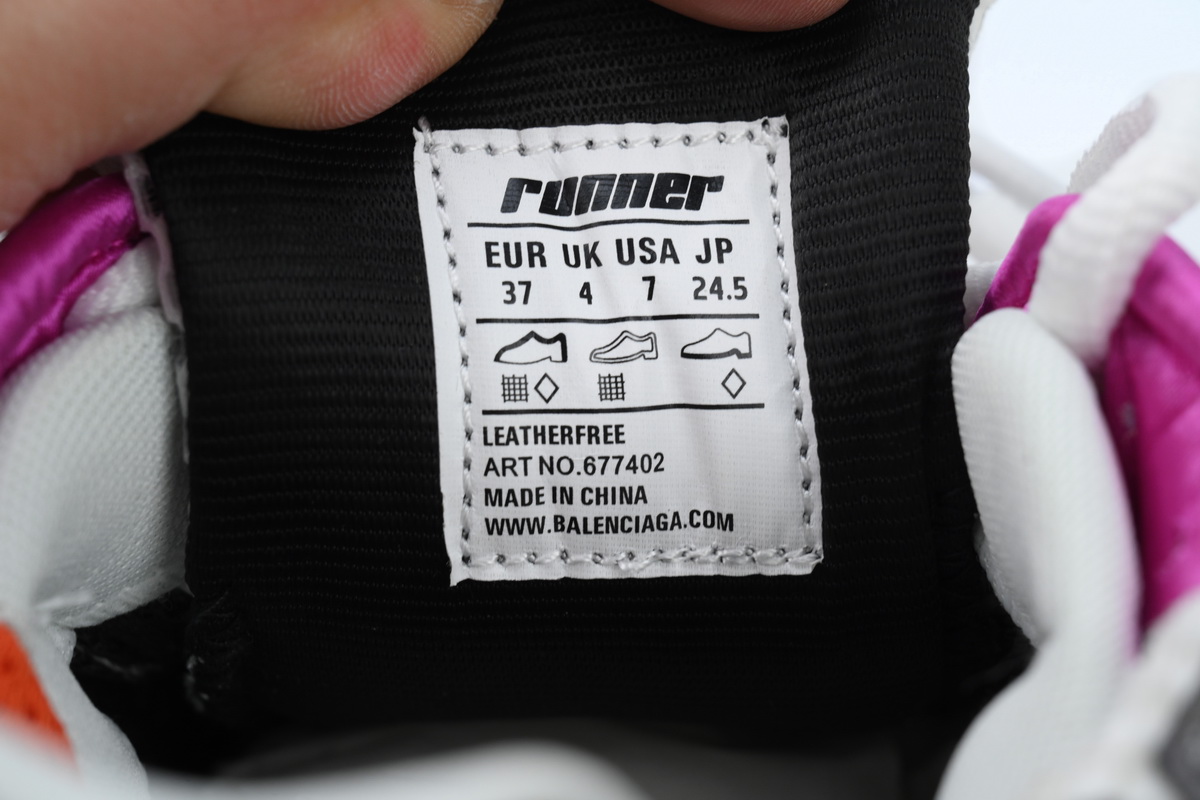 runner
EUR UK USA JP
37 4 7 24.5
LEATHERFREE
ART NO.677402
MADE IN CHINA
WWW.BALENCIAGA.COM